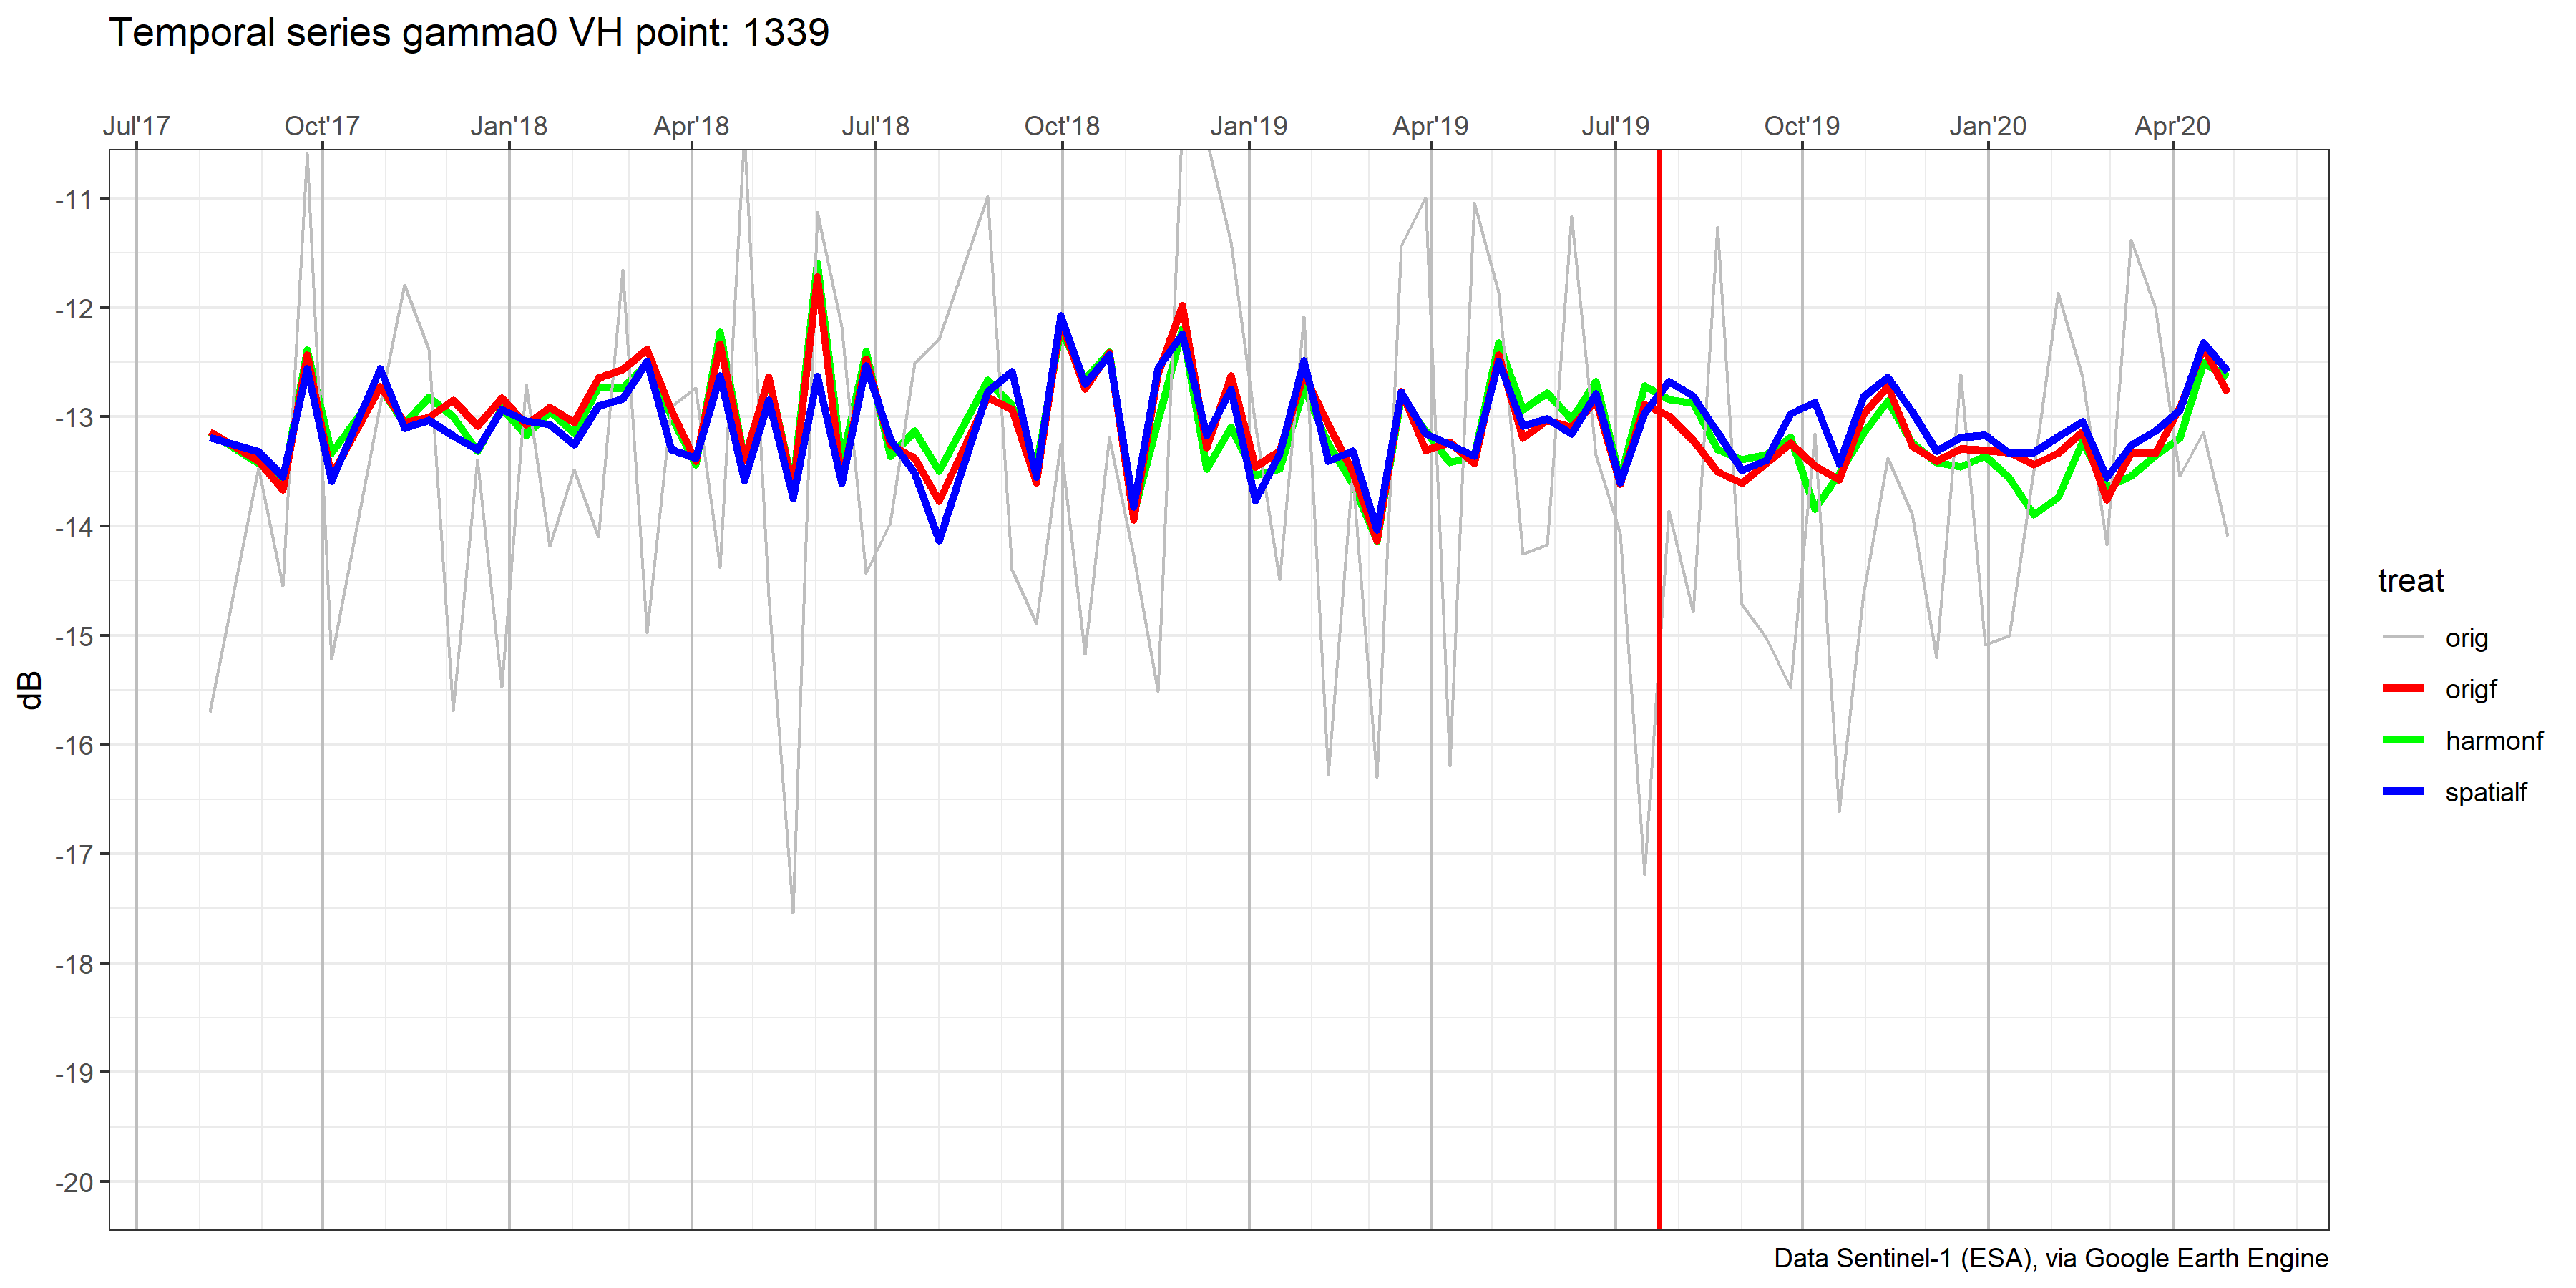 Temporal series gamma0 VH point: 1339
Jul'17 Oct'17 Jan'18 Apr'18 Jul'18 Oct'18 Jan'19 Apr'19 Jul'19 Oct'19 Jan'20 Apr'20
-11
-12
-13
-14
-15
-16
-17
-18
-19
-20
dB
treat
orig
origf
harmonf
spatialf
Data Sentinel-1 (ESA), via Google Earth Engine